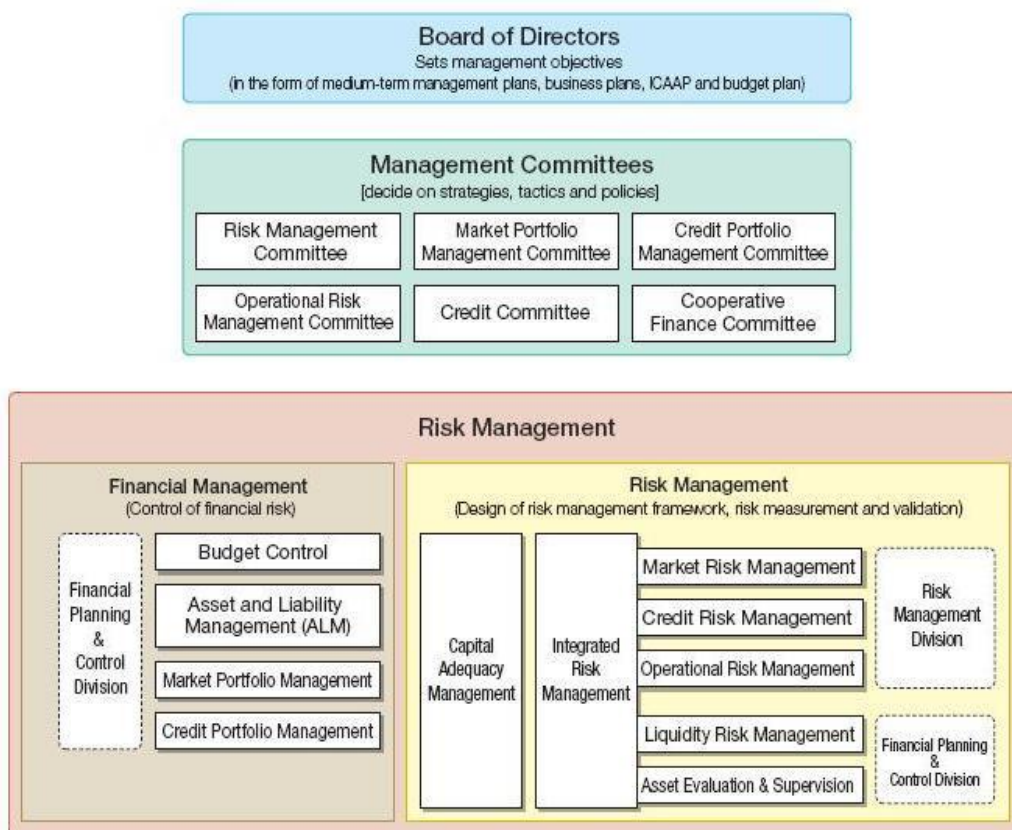 Board of Directors
Sets management objectives
(in the form of medium-term management plans, business plans, ICAAP and budget plan)
Management Committees
[decide on strategies, tactics and policies]
Risk Management
Committee
Market Portfolio
Management Committee
Credit Portfolio
Management Committee
Operational Risk
Management Committee
Credit Committee
Cooperative
Finance Committee
Risk Management
Financial Management
(Control of financial risk)
Financial
Planning
&
Control
Division
Budget Control
Asset and Liability
Management (ALM)
Market Portfolio Management
Credit Portfolio Management
Risk Management
(Design of risk management framework, risk measurement and validation)
Capital
Adequacy
Management
Integrated
Risk
Management
Market Risk Management
Credit Risk Management
Operational Risk Management
Liquidity Risk Management
Asset Evaluation & Supervision
Risk
Management
Division
Financial Planning
&
Control Division